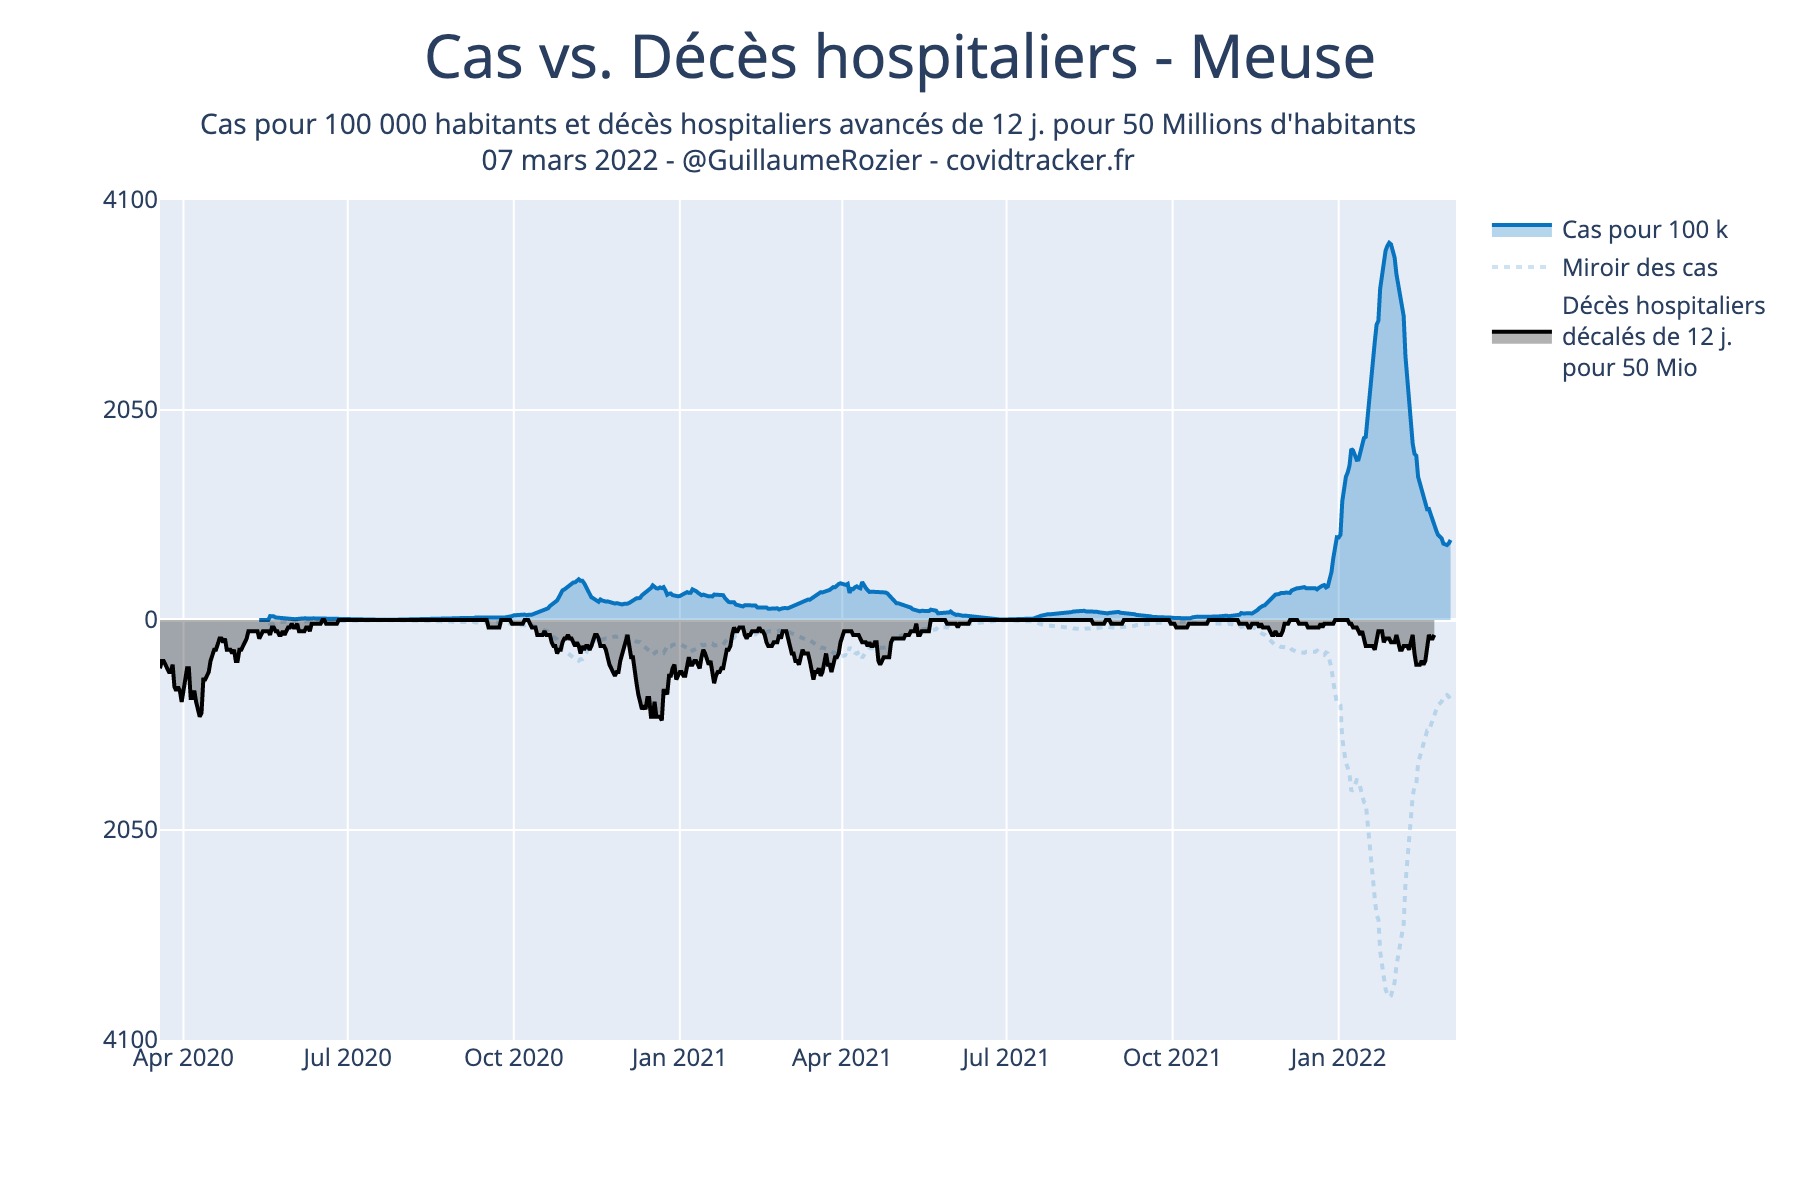 Cas vs. Décès hospitaliers - Meuse
Cas pour 100 000 habitants et décès hospitaliers avancés de 12 j. pour 50 Millions d'habitants
07 mars 2022 - @GuillaumeRozier - covidtracker.fr
4100
2050
0
2050
4100
Apr 2020
Jul 2020
Oct 2020
Jan 2021
Apr 2021
Jul 2021
Oct 2021
Jan 2022
Cas pour 100 k
Miroir des cas
Décès hospitaliers
décalés de 12 j.
pour 50 Mio